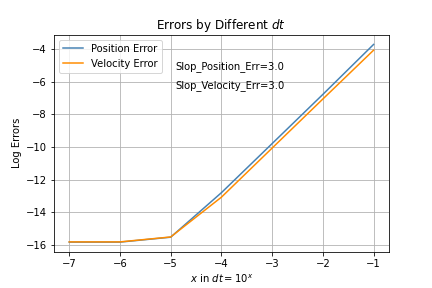 Errors by Different dt
Position Error
Velocity Error
Slop_Position_Err=3.0
Slop_Velocity_Err=3.0
Log Errors
−4
−6
−8
−10
−12
−14
−16
−7 −6 −5 −4 −3 −2 −1
x in dt = 10^x